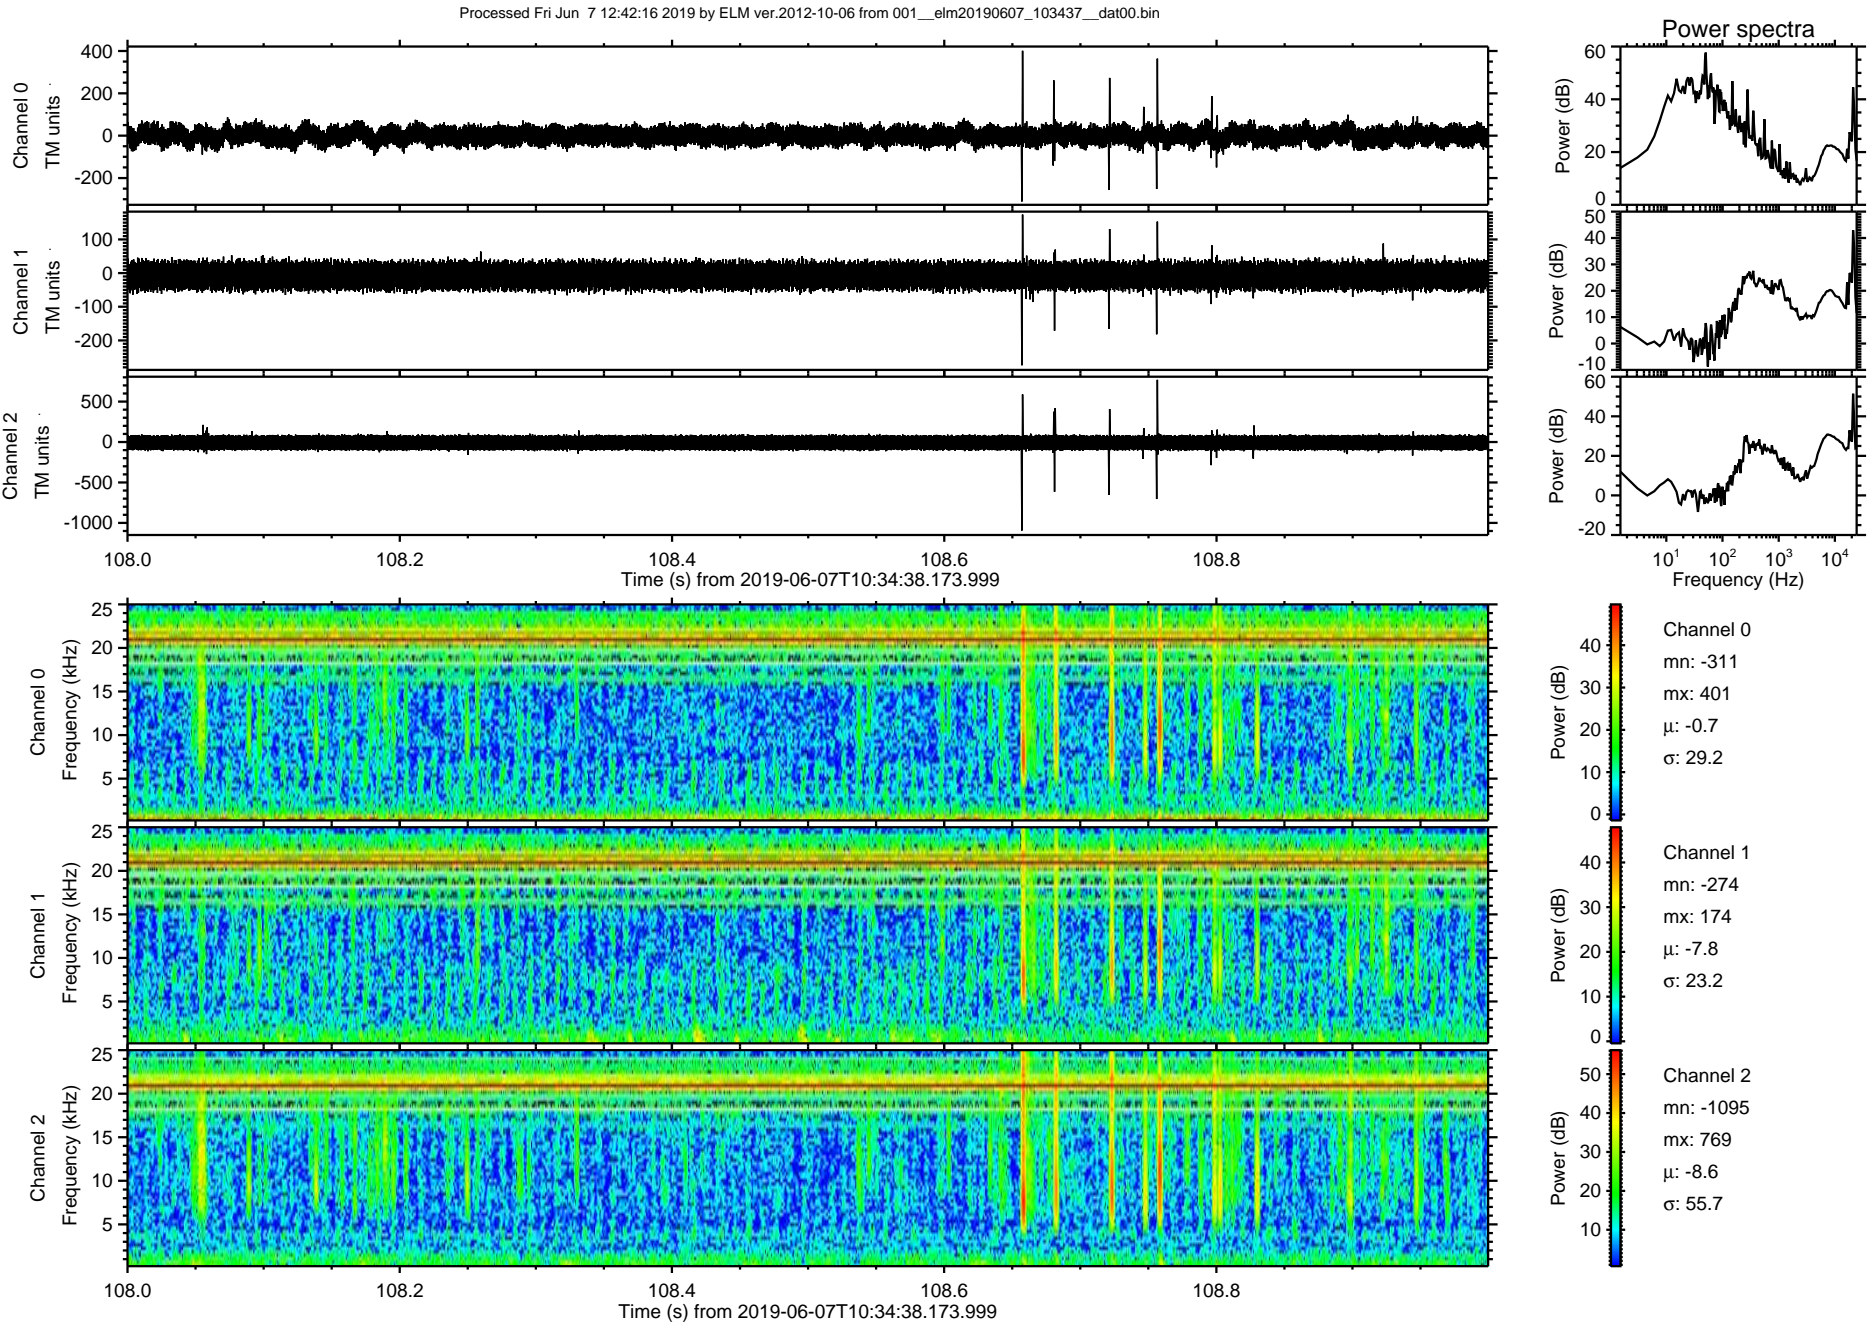 Processed Fri Jun  7 12:42:16 2019 by ELM ver.2012-10-06 from 001__elm20190607_103437__dat00.bin
Power spectra
Channel 0
TM units
400
200
0
-200
Power (dB)
60
40
20
0
Channel 1
TM units
100
0
-100
-200
Power (dB)
50
40
30
20
10
0
-10
Channel 2
TM units
500
0
-500
-1000
Power (dB)
60
40
20
0
-20
108.0 108.2 108.4 108.6 108.8
Time (s) from 2019-06-07T10:34:38.173.999
10¹ 10² 10³ 10⁴
Frequency (Hz)
Channel 0
Frequency (kHz)
25
20
15
10
5
Power (dB)
40
30
20
10
0
Channel 0
mn: -311
mx: 401
μ: -0.7
σ: 29.2
Channel 1
Frequency (kHz)
25
20
15
10
5
Power (dB)
40
30
20
10
0
Channel 1
mn: -274
mx: 174
μ: -7.8
σ: 23.2
Channel 2
Frequency (kHz)
25
20
15
10
5
Power (dB)
50
40
30
20
10
Channel 2
mn: -1095
mx: 769
μ: -8.6
σ: 55.7
108.0 108.2 108.4 108.6 108.8
Time (s) from 2019-06-07T10:34:38.173.999